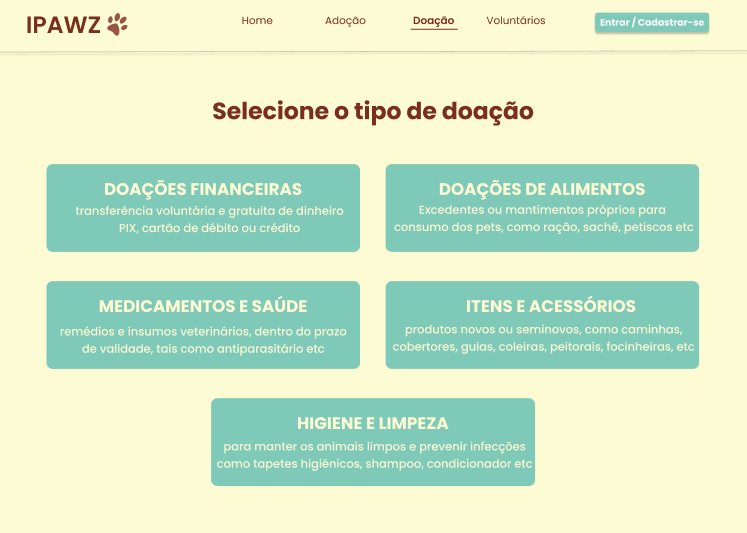 IPAWZ
Home
Adoção
Doação
Voluntários
Entrar / Cadastrar-se
Selecione o tipo de doação
DOAÇÕES FINANCEIRAS
transferência voluntária e gratuita de dinheiro
PIX, cartão de débito ou crédito
DOAÇÕES DE ALIMENTOS
Excedentes ou mantimentos próprios para
consumo dos pets, como ração, sachê, petiscos etc
MEDICAMENTOS E SAÚDE
remédios e insumos veterinários, dentro do prazo
de validade, tais como antiparasitário etc
ITENS E ACESSÓRIOS
produtos novos ou seminovos, como caminhas,
cobertores, guias, coleiras, peitorais, focinheiras, etc
HIGIENE E LIMPEZA
para manter os animais limpos e prevenir infecções
como tapetes higiênicos, shampoo, condicionador etc